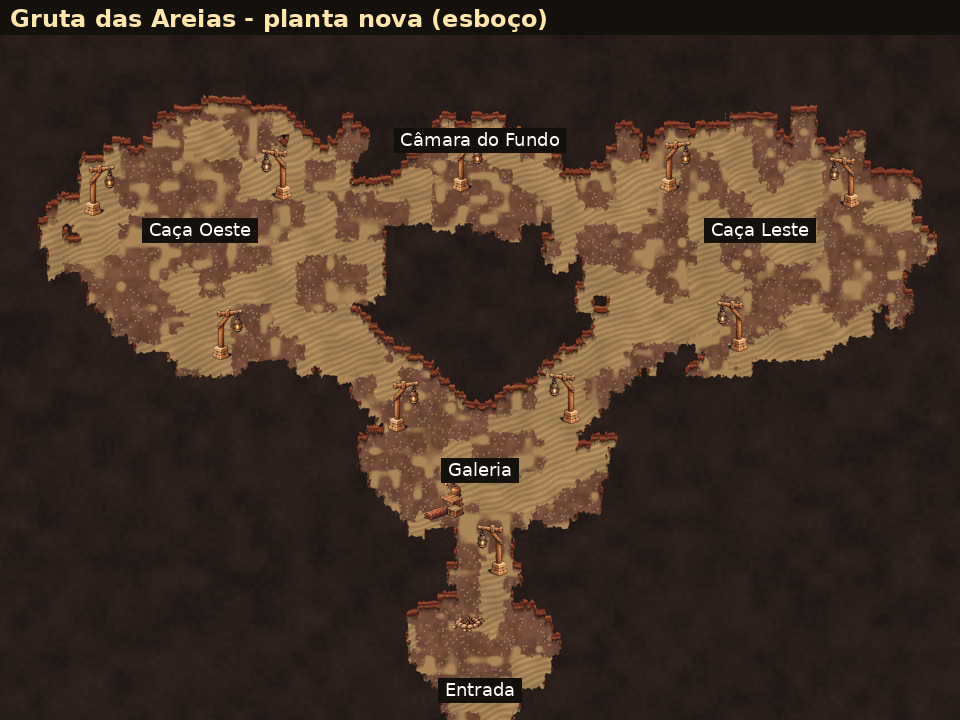 Gruta das Areias - planta nova (esboço)
Câmara do Fundo
Caça Oeste
Caça Leste
Galeria
Entrada